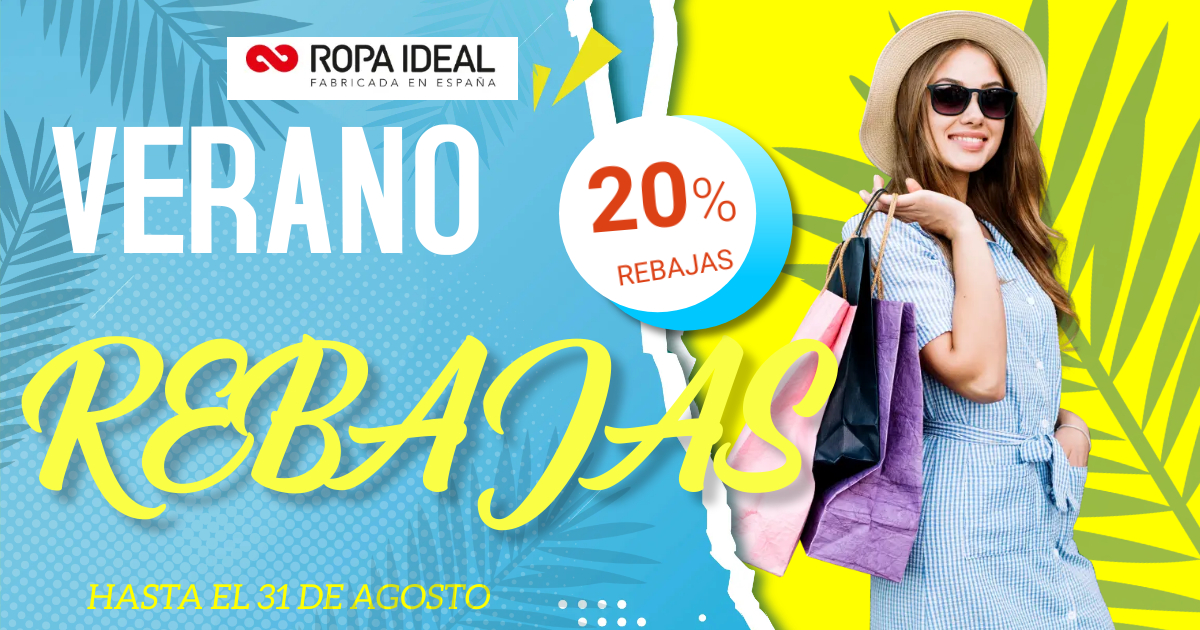 ROPA IDEAL
FABRICADA EN ESPAÑA
VERANO
20%
REBAJAS
REBAJAS
HASTA EL 31 DE AGOSTO